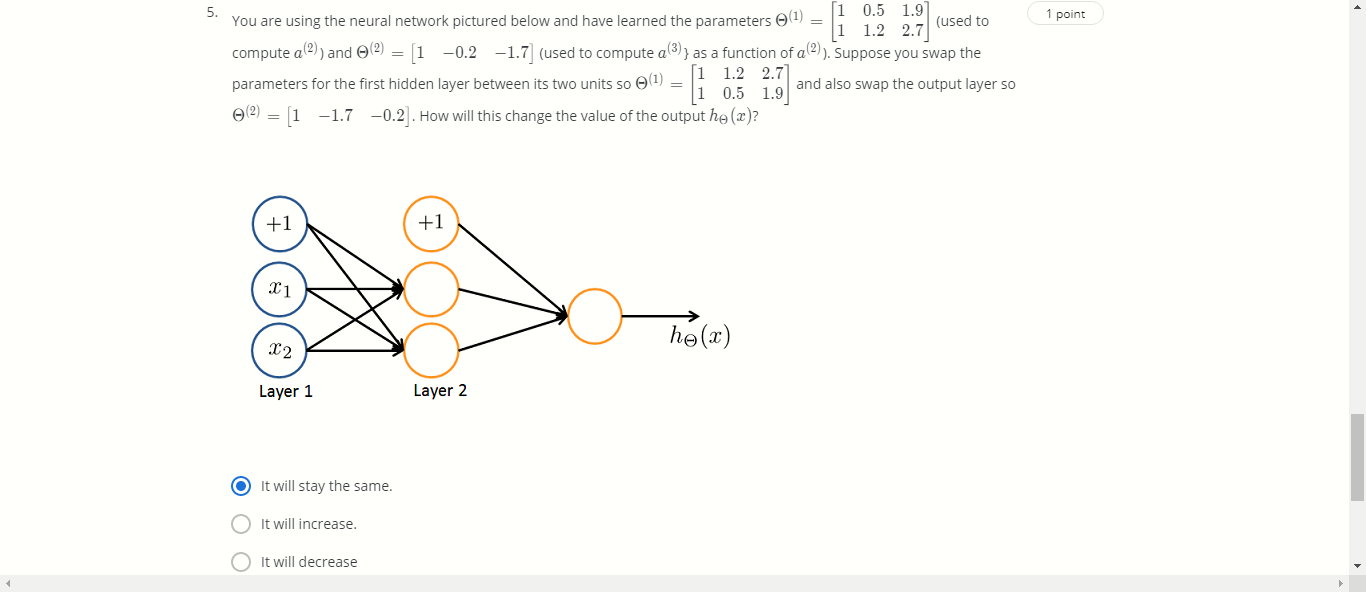 5.
You are using the neural network pictured below and have learned the parameters Θ⁽¹⁾ = [1 0.5 1.9; 1 1.2 2.7] (used to
1 point
compute a⁽²⁾) and Θ⁽²⁾ = [1 −0.2 −1.7] (used to compute a⁽³⁾} as a function of a⁽²⁾). Suppose you swap the
parameters for the first hidden layer between its two units so Θ⁽¹⁾ = [1 1.2 2.7; 1 0.5 1.9] and also swap the output layer so
Θ⁽²⁾ = [1 −1.7 −0.2]. How will this change the value of the output hΘ(x)?
+1
+1
x₁
x₂
hΘ(x)
Layer 1
Layer 2
It will stay the same.
It will increase.
It will decrease